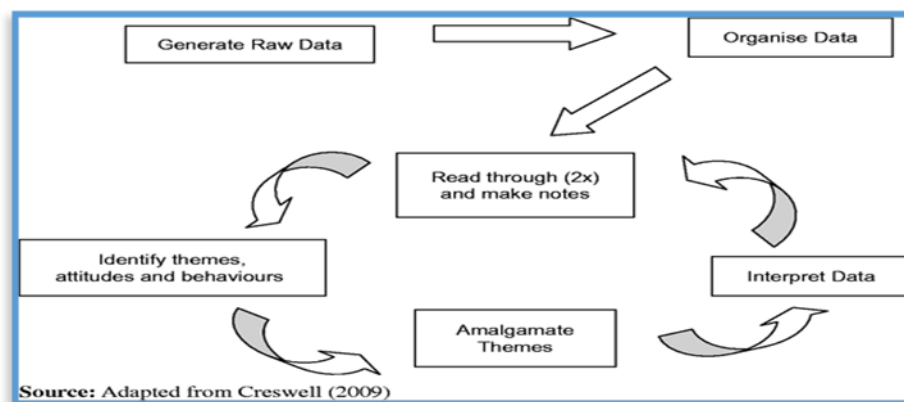 Generate Raw Data
Organise Data
Read through (2x)
and make notes
Identify themes,
attitudes and behaviours
Interpret Data
Amalgamate
Themes
Source: Adapted from Creswell (2009)